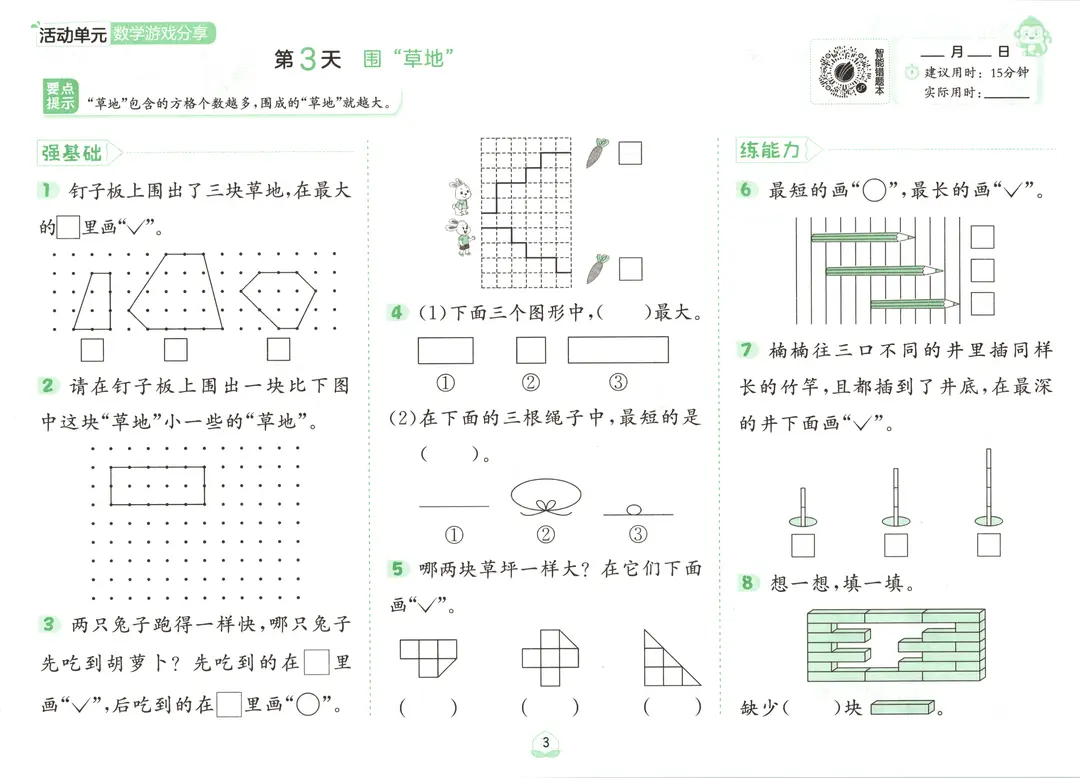 活动单元 数学游戏分享
第3天 围“草地”
智能错题本
___月___日
建议用时：15分钟
实际用时：______
要点提示
“草地”包含的方格个数越多，围成的“草地”就越大。
强基础
1 钉子板上围出了三块草地，在最大
的□里画“✓”。
2 请在钉子板上围出一块比下图
中这块“草地”小一些的“草地”。
3 两只兔子跑得一样快，哪只兔子
先吃到胡萝卜？先吃到的在□里
画“✓”，后吃到的在□里画“○”。
4 (1)下面三个图形中，(  )最大。
① ② ③
(2)在下面的三根绳子中，最短的是
(  )。
① ② ③
5 哪两块草坪一样大？在它们下面
画“✓”。
(  ) (  ) (  )
练能力
6 最短的画“○”，最长的画“✓”。
7 楠楠往三口不同的井里插同样
长的竹竿，且都插到了井底，在最深
的井下面画“✓”。
8 想一想，填一填。
缺少(  )块。
3